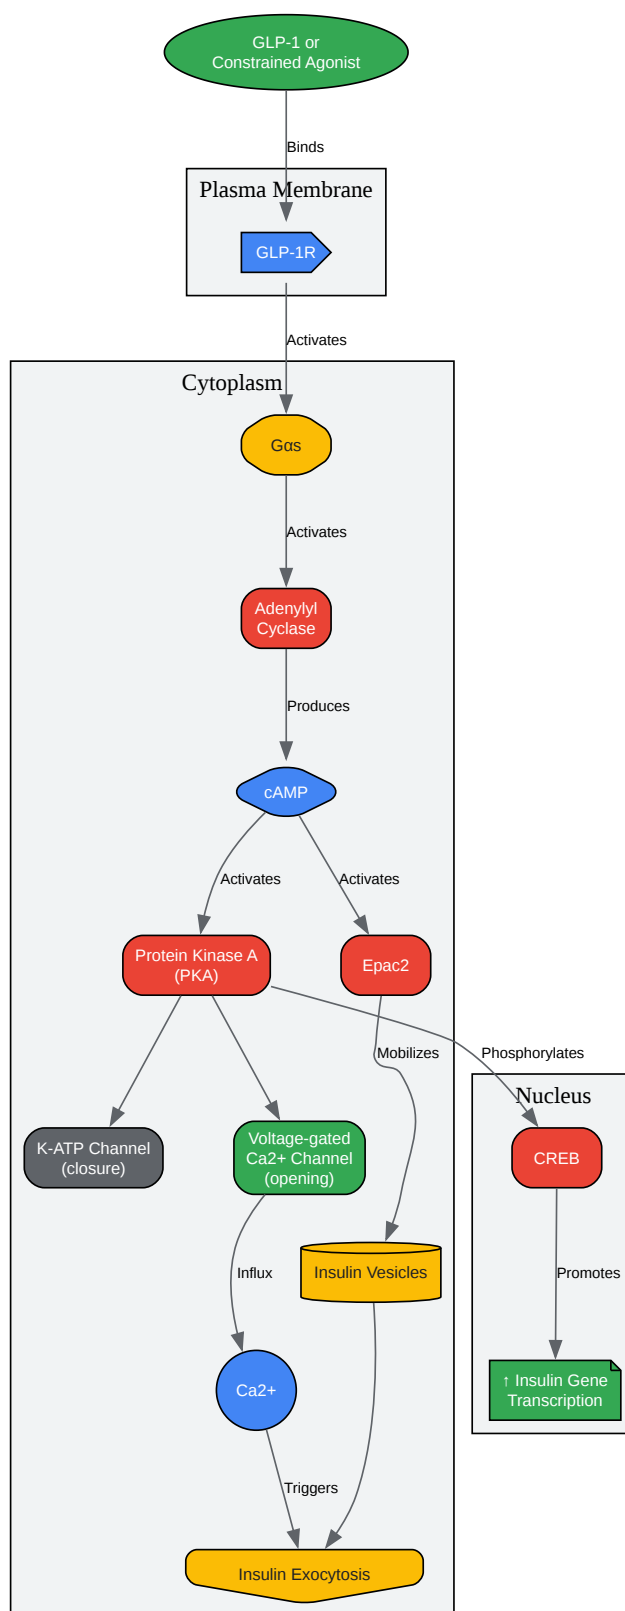 GLP-1 or
Constrained Agonist
Binds
Plasma Membrane
GLP-1R
Activates
Cytoplasm
Gαs
Activates
Adenylyl
Cyclase
Produces
cAMP
Activates
Activates
Protein Kinase A
(PKA)
Epac2
Mobilizes
Phosphorylates
Nucleus
K-ATP Channel
(closure)
Voltage-gated
Ca2+ Channel
(opening)
CREB
Influx
Insulin Vesicles
Promotes
Ca2+
↑ Insulin Gene
Transcription
Triggers
Insulin Exocytosis